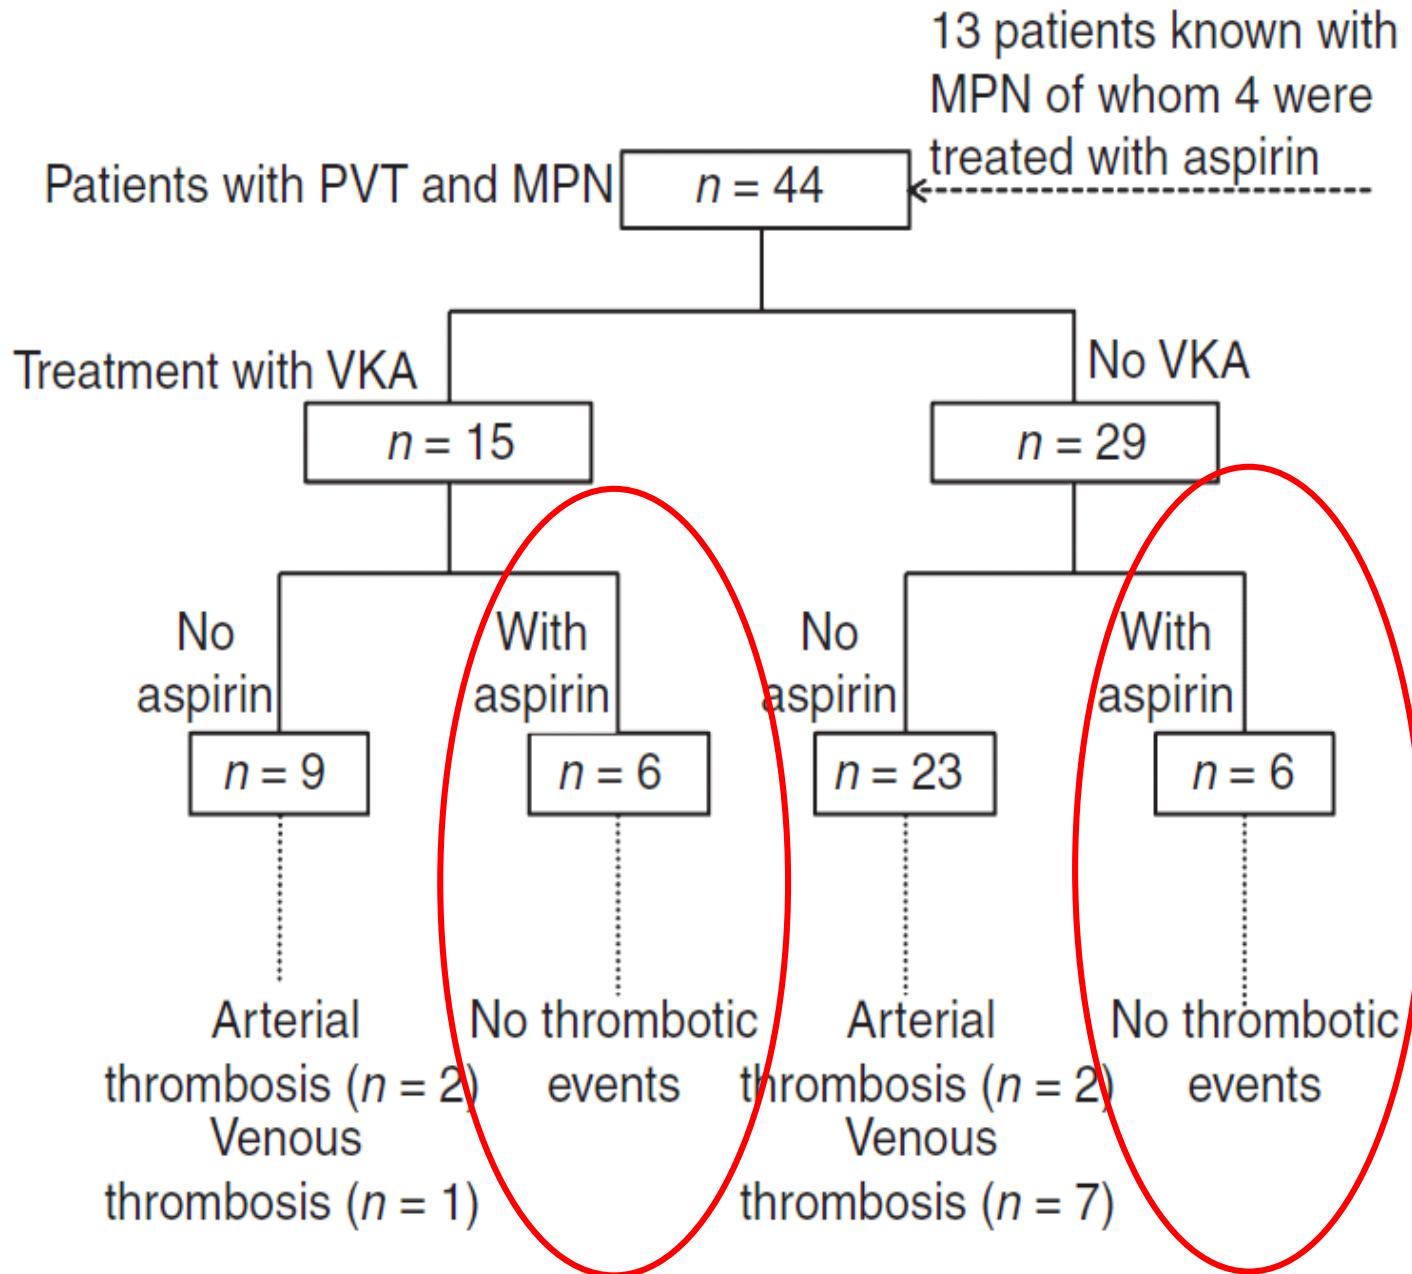 13 patients known with
MPN of whom 4 were
treated with aspirin
Patients with PVT and MPN
n = 44
Treatment with VKA
No VKA
n = 15
n = 29
No
aspirin
With
aspirin
No
aspirin
With
aspirin
n = 9
n = 6
n = 23
n = 6
Arterial
thrombosis (n = 2)
Venous
thrombosis (n = 1)
No thrombotic
events
Arterial
thrombosis (n = 2)
Venous
thrombosis (n = 7)
No thrombotic
events